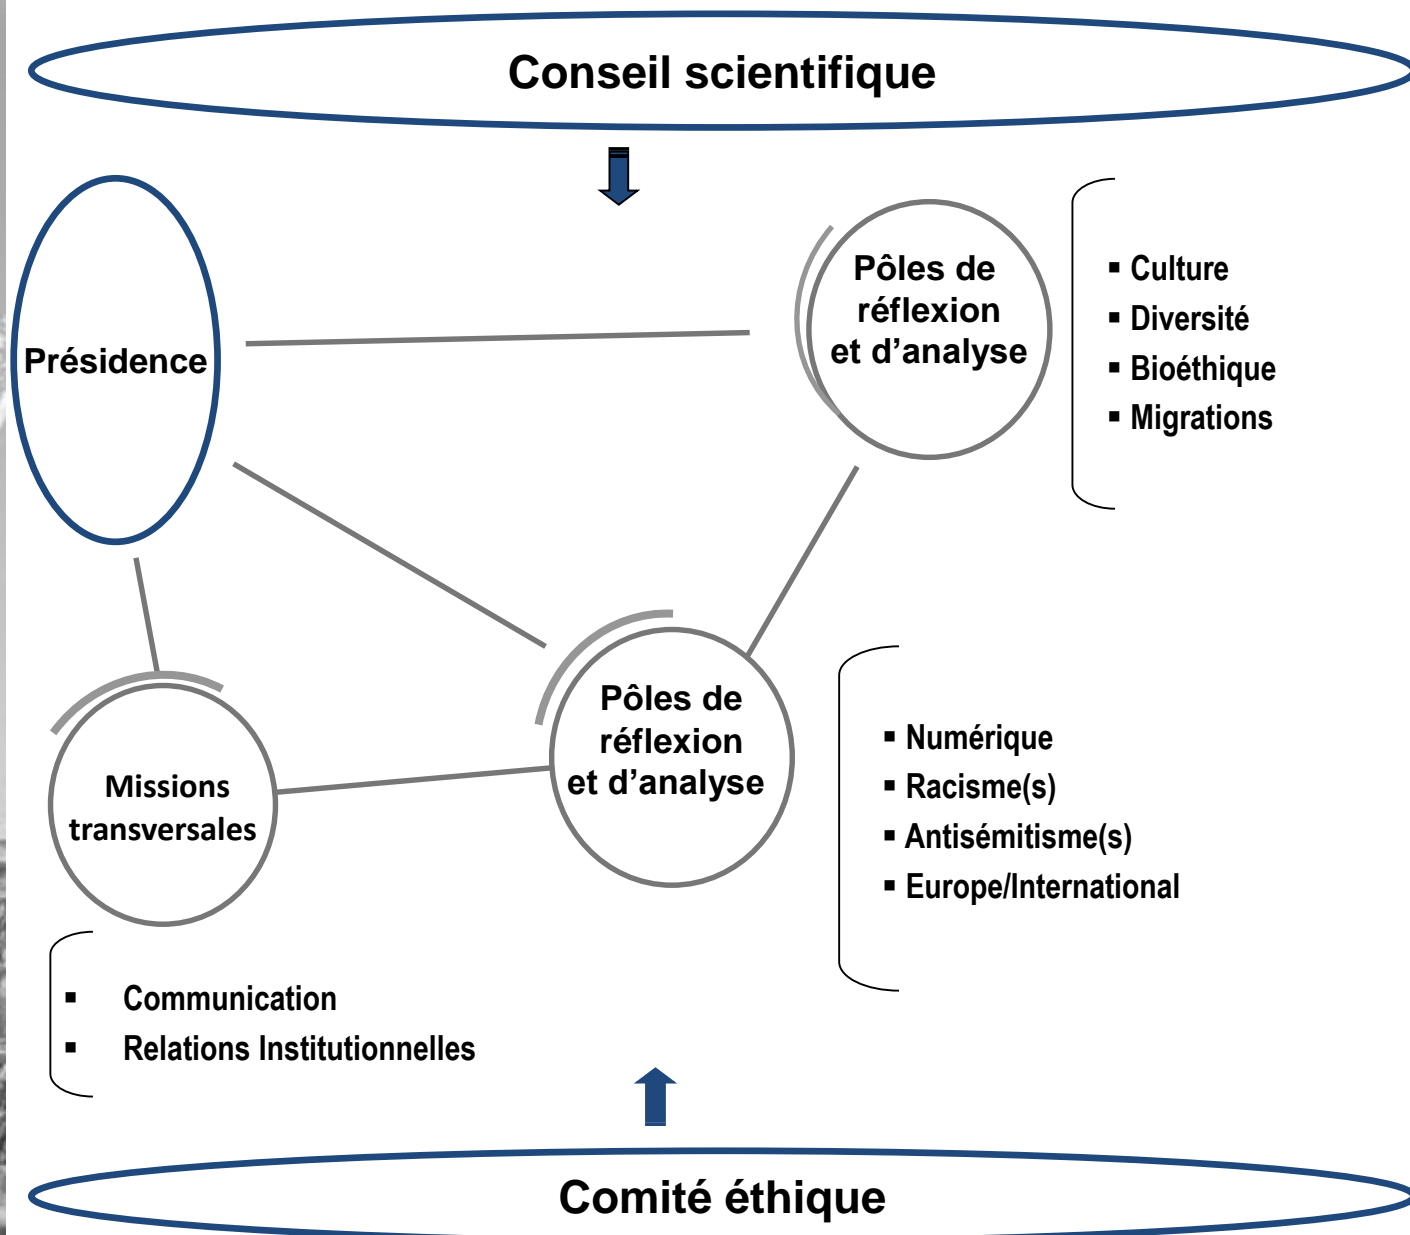 Conseil scientifique
Présidence
Pôles de
réflexion
et d’analyse
▪ Culture
▪ Diversité
▪ Bioéthique
▪ Migrations
Pôles de
réflexion
et d’analyse
▪ Numérique
▪ Racisme(s)
▪ Antisémitisme(s)
▪ Europe/International
Missions
transversales
▪ Communication
▪ Relations Institutionnelles
Comité éthique